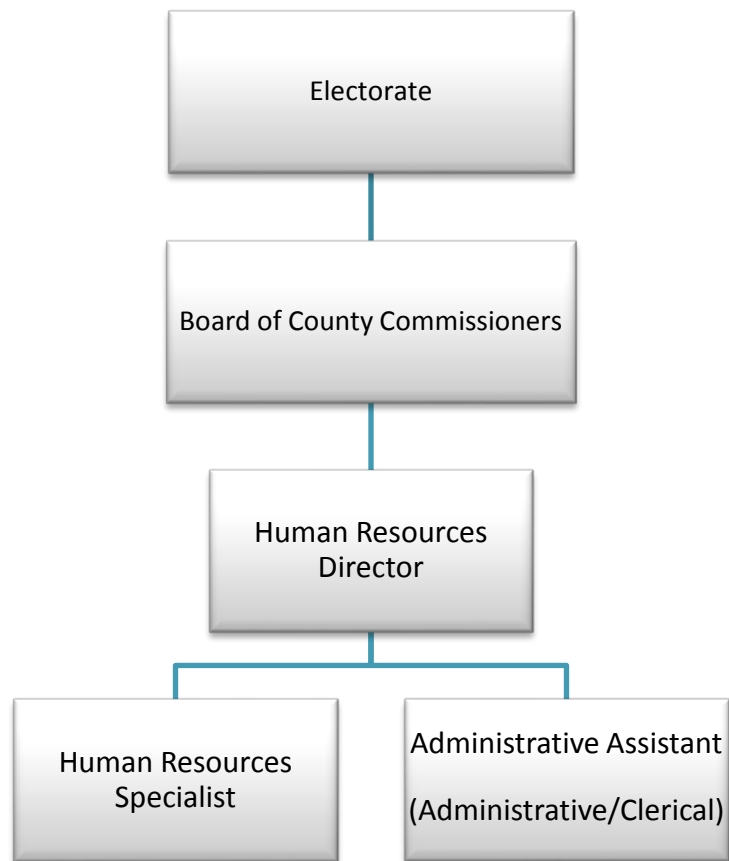 Electorate
Board of County Commissioners
Human Resources
Director
Human Resources
Specialist
Administrative Assistant
(Administrative/Clerical)